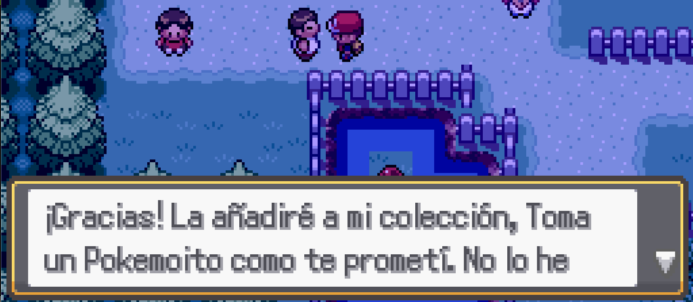 ¡Gracias! La añadiré a mi colección, Toma
un Pokemoito como te prometí. No lo he